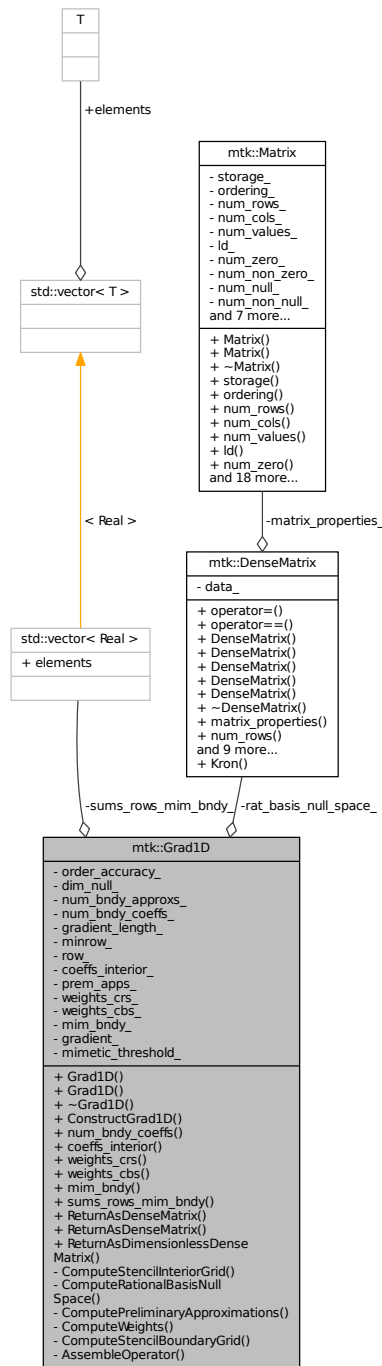 T
+elements
mtk::Matrix
- storage_
- ordering_
- num_rows_
- num_cols_
- num_values_
- ld_
- num_zero_
- num_non_zero_
- num_null_
- num_non_null_
and 7 more...
+ Matrix()
+ Matrix()
+ ~Matrix()
+ storage()
+ ordering()
+ num_rows()
+ num_cols()
+ num_values()
+ ld()
+ num_zero()
and 18 more...
std::vector< T >
< Real >
-matrix_properties_
mtk::DenseMatrix
- data_
+ operator=()
+ operator==()
+ DenseMatrix()
+ DenseMatrix()
+ DenseMatrix()
+ DenseMatrix()
+ DenseMatrix()
+ ~DenseMatrix()
+ matrix_properties()
+ num_rows()
and 9 more...
+ Kron()
std::vector< Real >
+ elements
-sums_rows_mim_bndy_
-rat_basis_null_space_
mtk::Grad1D
- order_accuracy_
- dim_null_
- num_bndy_approxs_
- num_bndy_coeffs_
- gradient_length_
- minrow_
- row_
- coeffs_interior_
- prem_apps_
- weights_crs_
- weights_cbs_
- mim_bndy_
- gradient_
- mimetic_threshold_
+ Grad1D()
+ Grad1D()
+ ~Grad1D()
+ ConstructGrad1D()
+ num_bndy_coeffs()
+ coeffs_interior()
+ weights_crs()
+ weights_cbs()
+ mim_bndy()
+ sums_rows_mim_bndy()
+ ReturnAsDenseMatrix()
+ ReturnAsDenseMatrix()
+ ReturnAsDimensionlessDense
Matrix()
- ComputeStencilInteriorGrid()
- ComputeRationalBasisNull
Space()
- ComputePreliminaryApproximations()
- ComputeWeights()
- ComputeStencilBoundaryGrid()
- AssembleOperator()